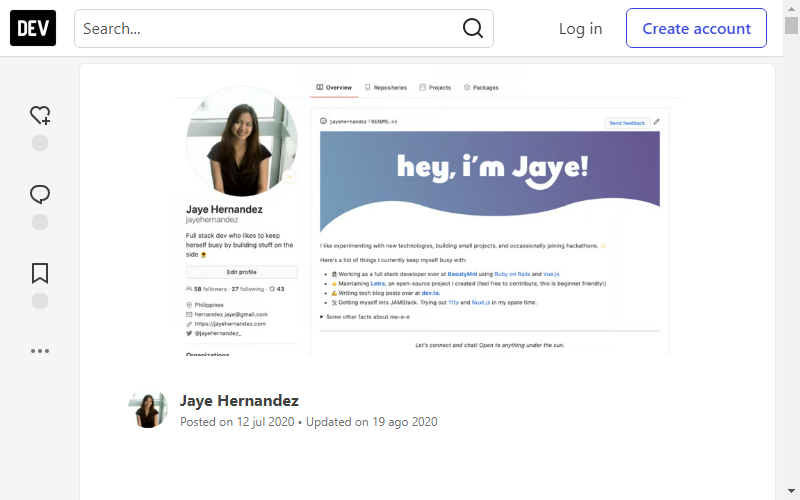 DEV
Search...
Log in
Create account
Overview
Repositories
Projects
Packages
jayehernandez / README.md
Send feedback
hey, i'm Jaye!
Jaye Hernandez
jayehernandez
Full stack dev who likes to keep
herself busy by building stuff on the
side
Edit profile
58 followers · 27 following · 43
Philippines
hernandez.jaye@gmail.com
https://jayehernandez.com
@jayehernandez_
Organizations
I like experimenting with new technologies, building small projects, and occassionally joining hackathons.
Here's a list of things I currently keep myself busy with:
Working as a full stack developer over at BeautyMnl using Ruby on Rails and Vue.js
Maintaining Letra, an open-source project I created (feel free to contribute, this is beginner friendly!)
Writing tech blog posts over at dev.to.
Getting myself into JAMStack. Trying out 11ty and Nuxt.js in my spare time.
Some other facts about me-e-e
Let's connect and chat! Open to anything under the sun.
Jaye Hernandez
Posted on 12 jul 2020 • Updated on 19 ago 2020